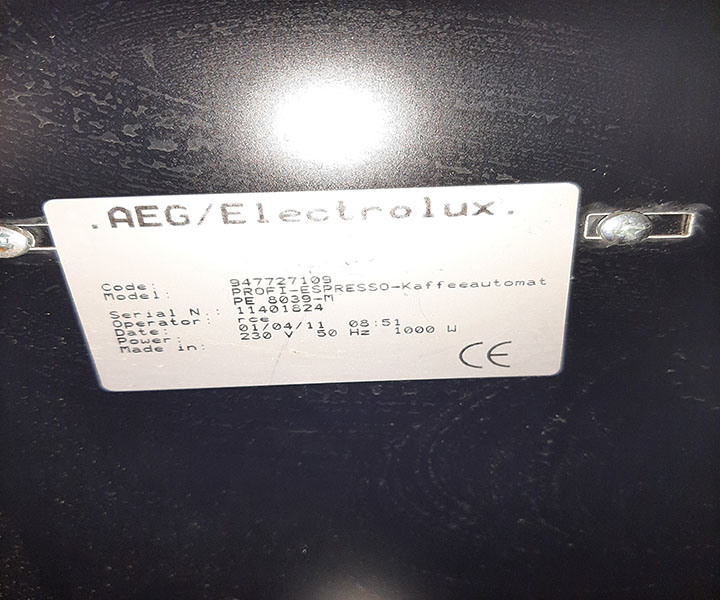 .AEG/Electrolux.
Code: 947727109
Model: PROFI-ESPRESSO-Kaffeeautomat
PE 8039-M
Serial N.: 11401824
Operator: rce
Date: 01/04/11 08:51
Power: 230 V 50 Hz 1000 W
Made in:
CE